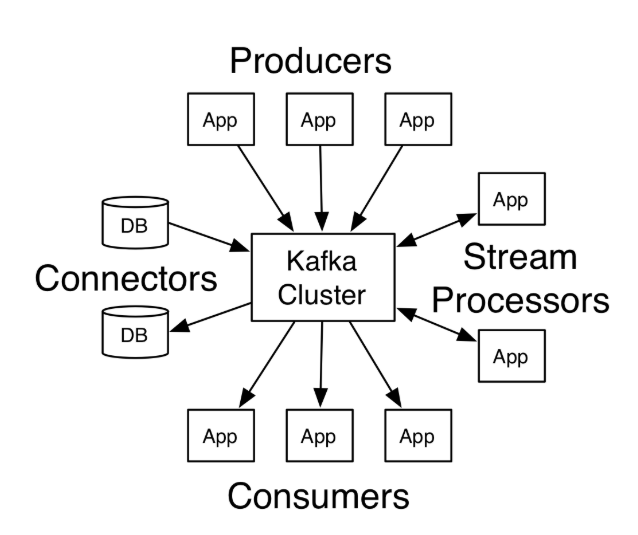 Producers
App
App
App
DB
App
Kafka
Cluster
Stream
Processors
Connectors
DB
App
App
App
App
Consumers